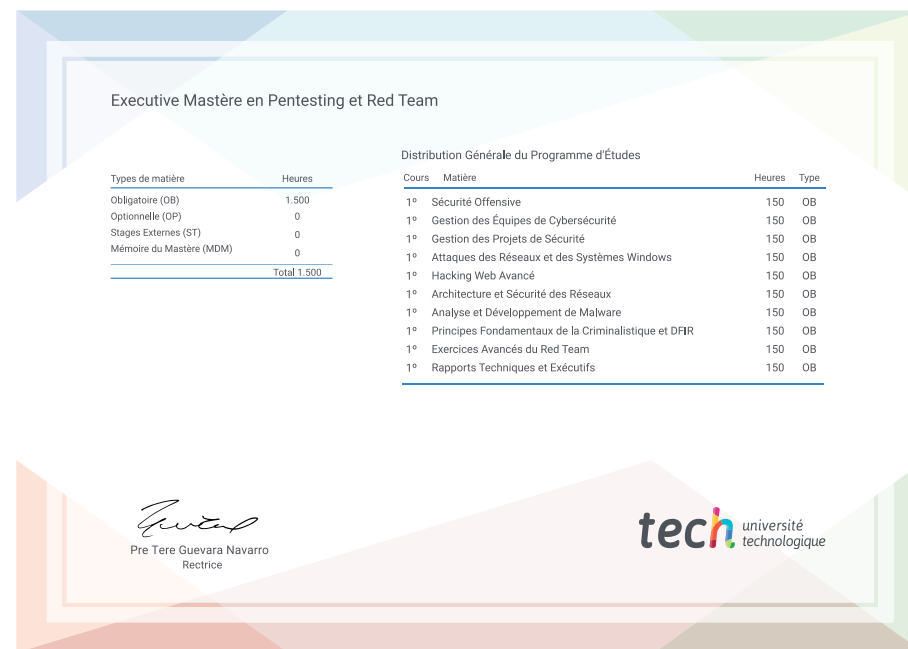 Executive Mastère en Pentesting et Red Team
Types de matière Heures
Obligatoire (OB) 1.500
Optionnelle (OP) 0
Stages Externes (ST) 0
Mémoire du Mastère (MDM) 0
Total 1.500
Distribution Générale du Programme d'Études
Cours Matière Heures Type
1º Sécurité Offensive 150 OB
1º Gestion des Équipes de Cybersécurité 150 OB
1º Gestion des Projets de Sécurité 150 OB
1º Attaques des Réseaux et des Systèmes Windows 150 OB
1º Hacking Web Avancé 150 OB
1º Architecture et Sécurité des Réseaux 150 OB
1º Analyse et Développement de Malware 150 OB
1º Principes Fondamentaux de la Criminalistique et DFIR 150 OB
1º Exercices Avancés du Red Team 150 OB
1º Rapports Techniques et Exécutifs 150 OB
Pre Tere Guevara Navarro
Rectrice
tech université
technologique